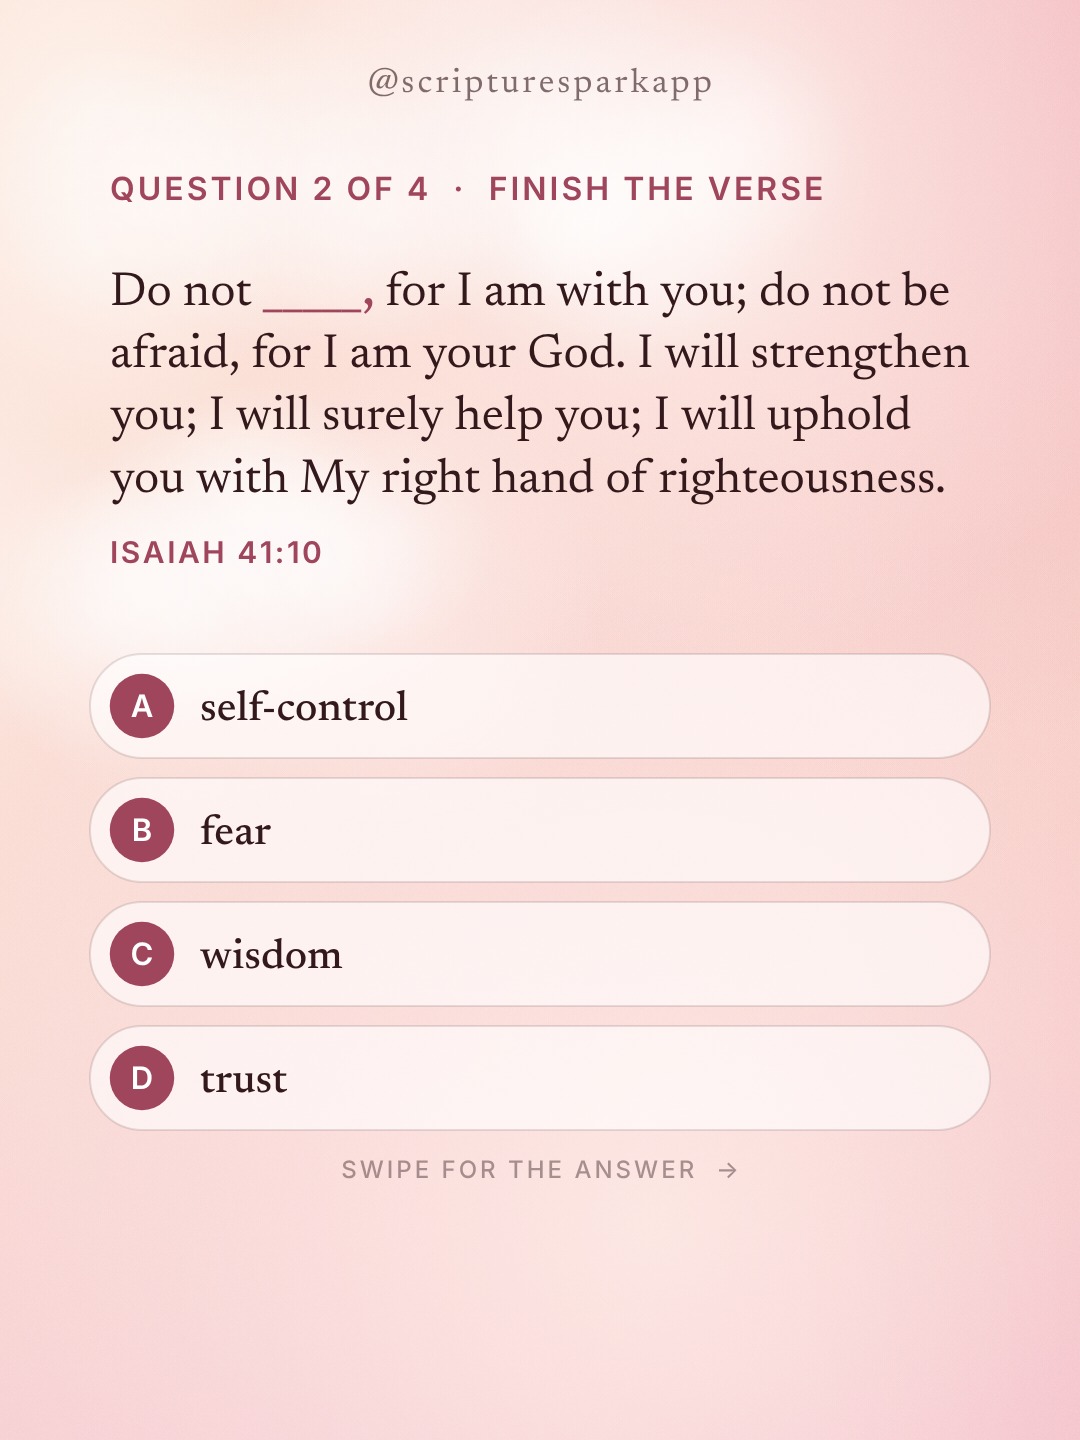 @scripturesparkapp
QUESTION 2 OF 4 · FINISH THE VERSE
Do not _____, for I am with you; do not be
afraid, for I am your God. I will strengthen
you; I will surely help you; I will uphold
you with My right hand of righteousness.
ISAIAH 41:10
A self-control
B fear
C wisdom
D trust
SWIPE FOR THE ANSWER →